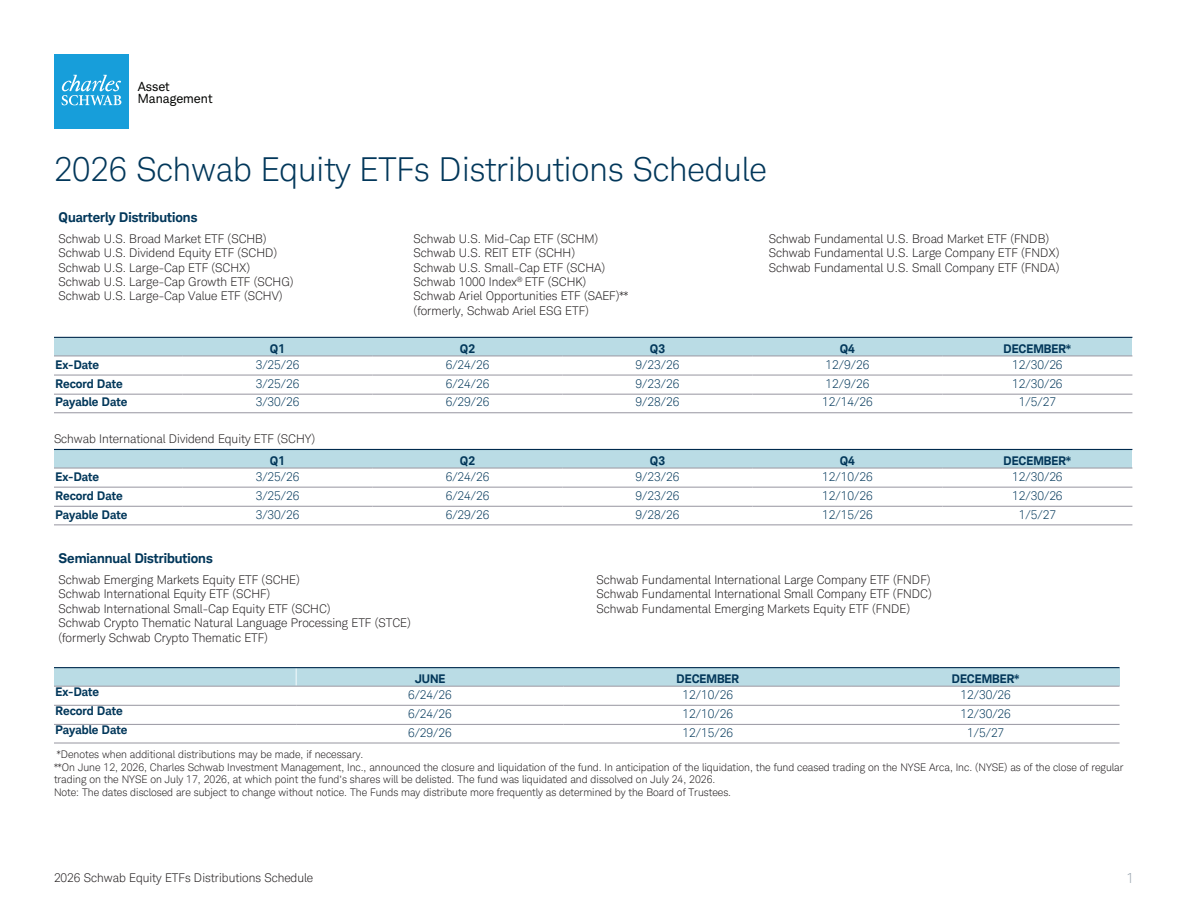 charles
SCHWAB
Asset
Management
2026 Schwab Equity ETFs Distributions Schedule
Quarterly Distributions
Schwab U.S. Broad Market ETF (SCHB)
Schwab U.S. Dividend Equity ETF (SCHD)
Schwab U.S. Large-Cap ETF (SCHX)
Schwab U.S. Large-Cap Growth ETF (SCHG)
Schwab U.S. Large-Cap Value ETF (SCHV)
Schwab U.S. Mid-Cap ETF (SCHM)
Schwab U.S. REIT ETF (SCHH)
Schwab U.S. Small-Cap ETF (SCHA)
Schwab 1000 Index® ETF (SCHK)
Schwab Ariel Opportunities ETF (SAEF)**
(formerly, Schwab Ariel ESG ETF)
Schwab Fundamental U.S. Broad Market ETF (FNDB)
Schwab Fundamental U.S. Large Company ETF (FNDX)
Schwab Fundamental U.S. Small Company ETF (FNDA)
Q1 Q2 Q3 Q4 DECEMBER*
Ex-Date 3/25/26 6/24/26 9/23/26 12/9/26 12/30/26
Record Date 3/25/26 6/24/26 9/23/26 12/9/26 12/30/26
Payable Date 3/30/26 6/29/26 9/28/26 12/14/26 1/5/27
Schwab International Dividend Equity ETF (SCHY)
Q1 Q2 Q3 Q4 DECEMBER*
Ex-Date 3/25/26 6/24/26 9/23/26 12/10/26 12/30/26
Record Date 3/25/26 6/24/26 9/23/26 12/10/26 12/30/26
Payable Date 3/30/26 6/29/26 9/28/26 12/15/26 1/5/27
Semiannual Distributions
Schwab Emerging Markets Equity ETF (SCHE)
Schwab International Equity ETF (SCHF)
Schwab International Small-Cap Equity ETF (SCHC)
Schwab Crypto Thematic Natural Language Processing ETF (STCE)
(formerly Schwab Crypto Thematic ETF)
Schwab Fundamental International Large Company ETF (FNDF)
Schwab Fundamental International Small Company ETF (FNDC)
Schwab Fundamental Emerging Markets Equity ETF (FNDE)
JUNE DECEMBER DECEMBER*
Ex-Date 6/24/26 12/10/26 12/30/26
Record Date 6/24/26 12/10/26 12/30/26
Payable Date 6/29/26 12/15/26 1/5/27
*Denotes when additional distributions may be made, if necessary.
**On June 12, 2026, Charles Schwab Investment Management, Inc., announced the closure and liquidation of the fund. In anticipation of the liquidation, the fund ceased trading on the NYSE Arca, Inc. (NYSE) as of the close of regular
trading on the NYSE on July 17, 2026, at which point the fund's shares will be delisted. The fund was liquidated and dissolved on July 24, 2026.
Note: The dates disclosed are subject to change without notice. The Funds may distribute more frequently as determined by the Board of Trustees.
2026 Schwab Equity ETFs Distributions Schedule
1